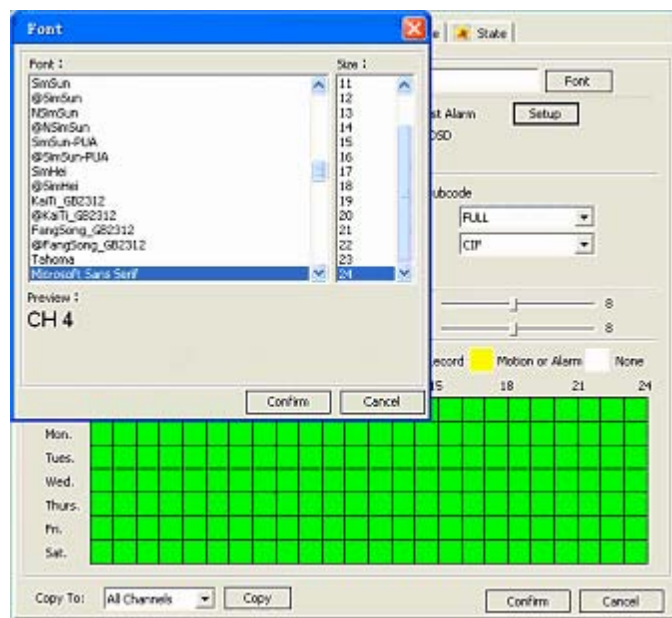 Font
Font :
SimSun
@SimSun
NSimSun
@NSimSun
SimSun-PUA
@SimSun-PUA
SimHei
@SimHei
KaiTi_GB2312
@KaiTi_GB2312
FangSong_GB2312
@FangSong_GB2312
Tahoma
Microsoft Sans Serif
Size :
11
12
13
14
15
16
17
18
19
20
21
22
23
24
Preview :
CH 4
Confirm Cancel
State
Font
st Alarm Setup
OSD
ubcode
FULL
CIF
8
8
ecord Motion or Alarm None
15 18 21 24
Mon.
Tues.
Wed.
Thurs.
Fri.
Sat.
Copy To: All Channels Copy Confirm Cancel